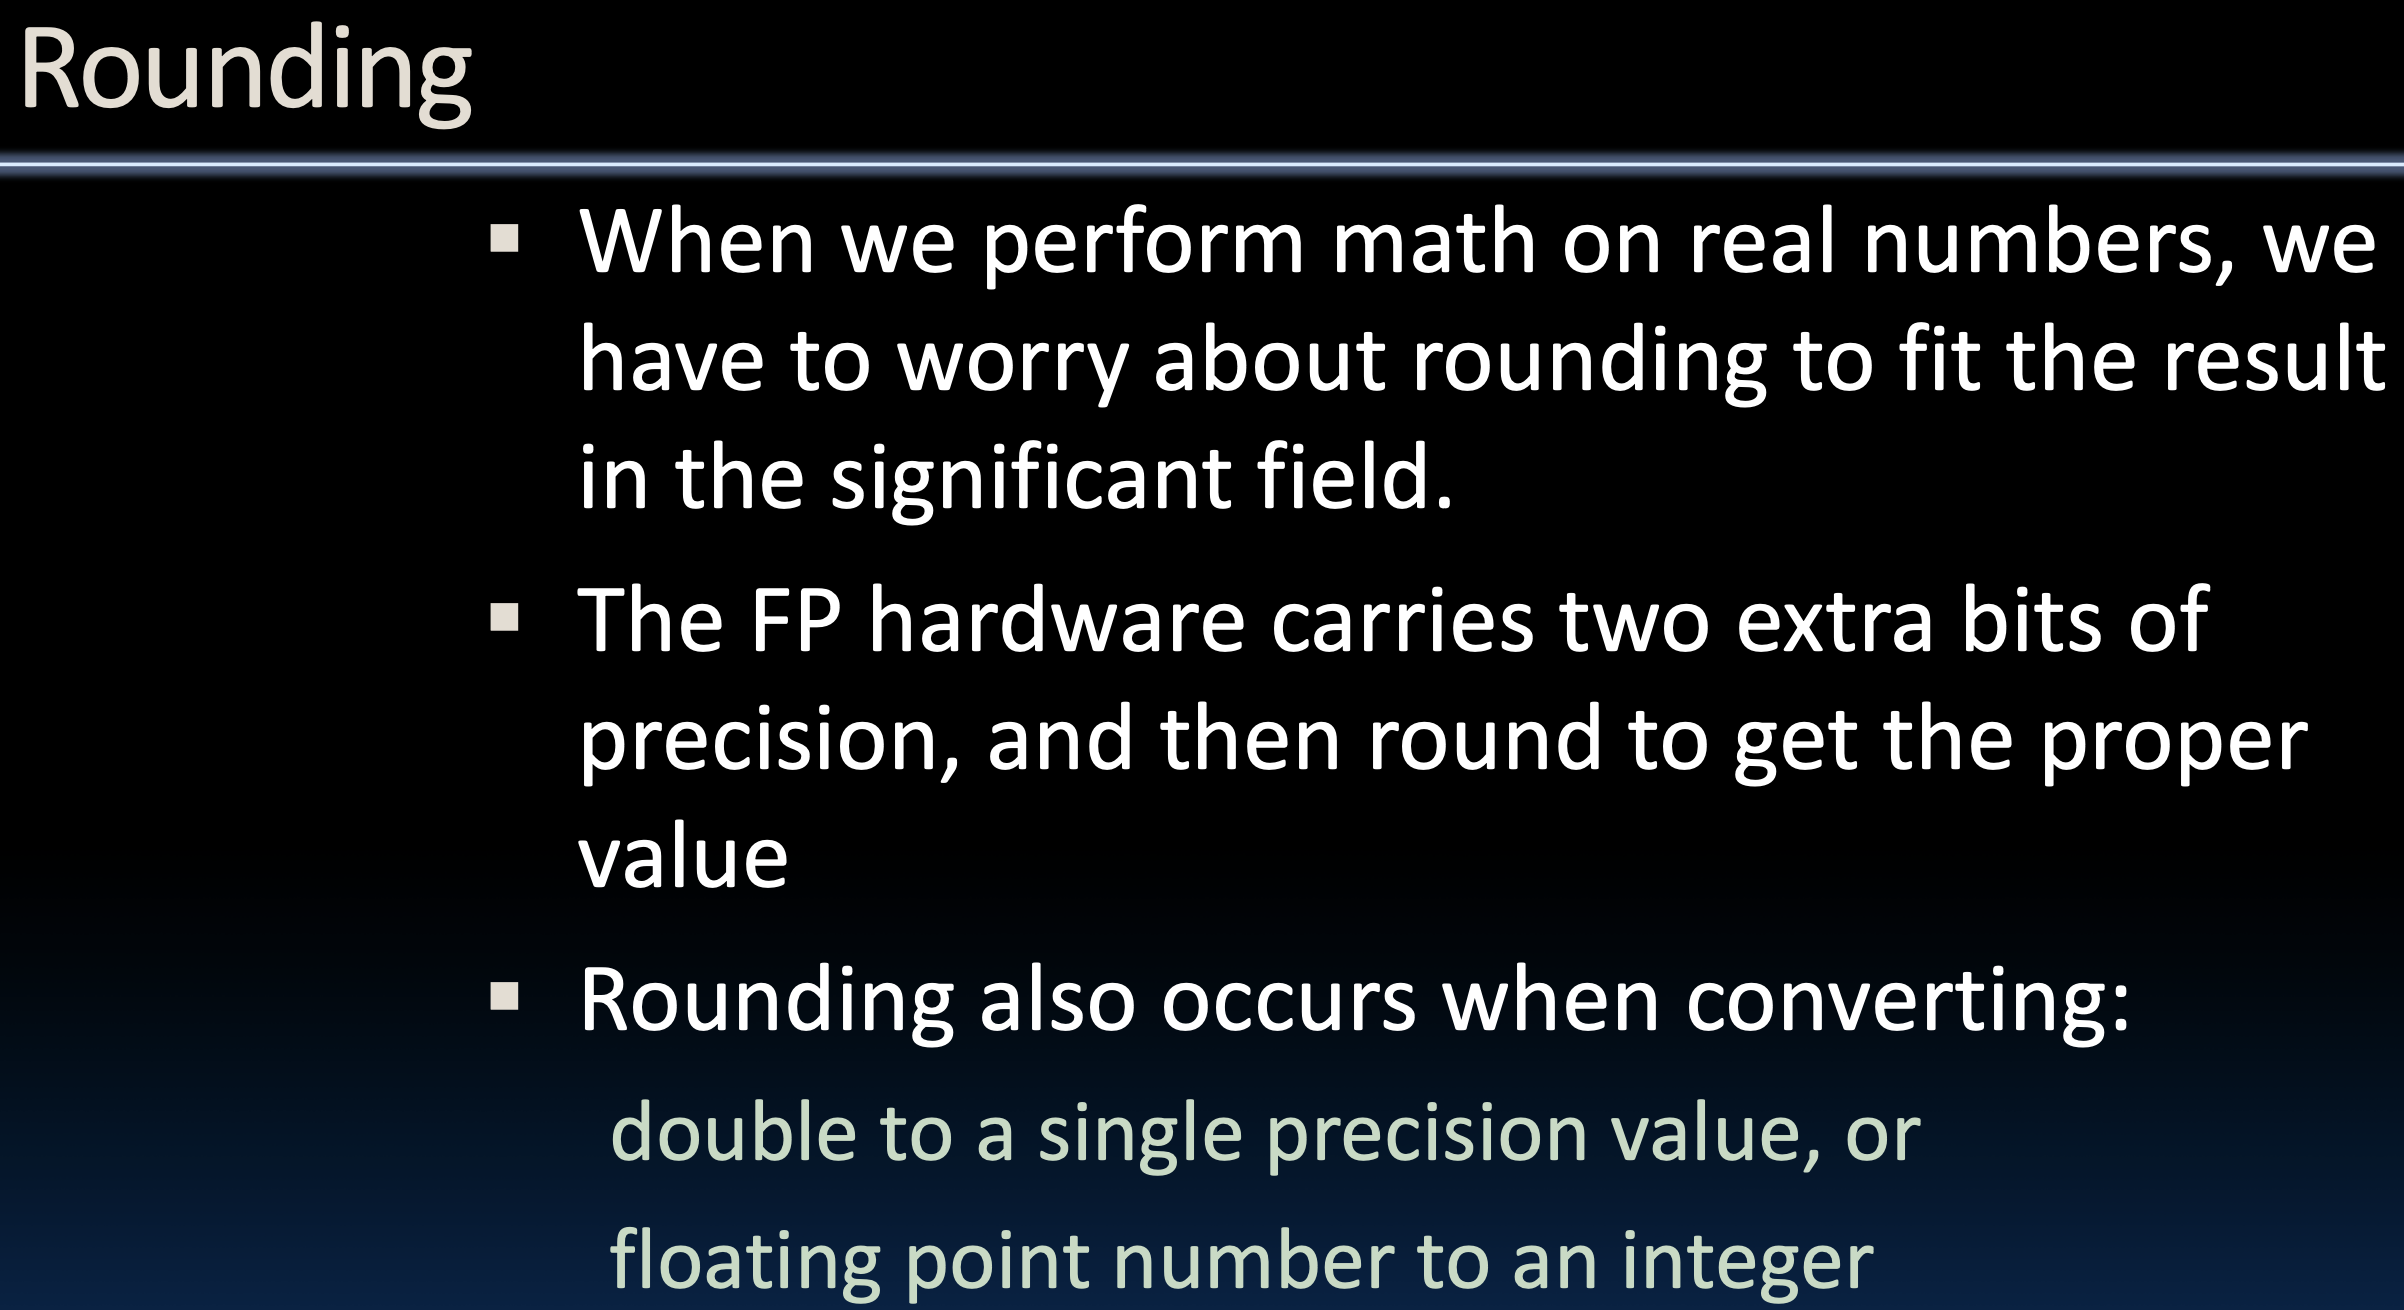 Rounding
▪ When we perform math on real numbers, we
have to worry about rounding to fit the result
in the significant field.
▪ The FP hardware carries two extra bits of
precision, and then round to get the proper
value
▪ Rounding also occurs when converting:
double to a single precision value, or
floating point number to an integer